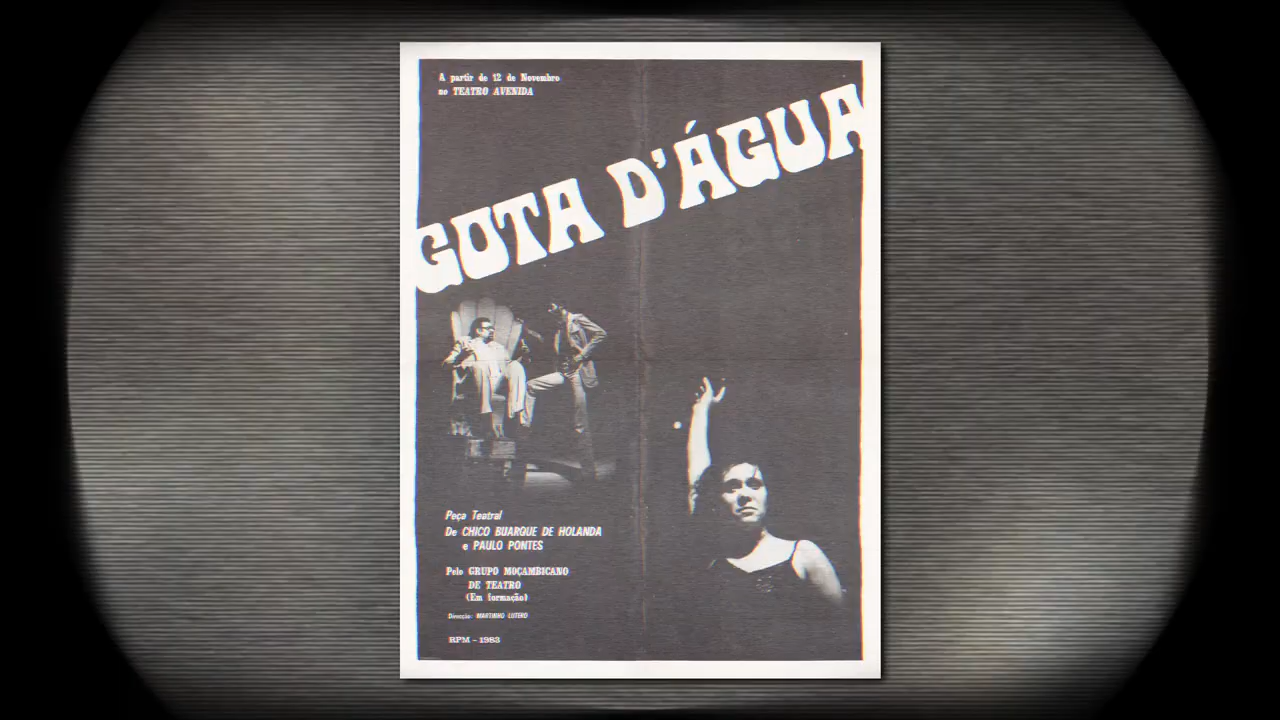 A partir de 12 de Novembro
no TEATRO AVENIDA
GOTA D'ÁGUA
Peça Teatral
De CHICO BUARQUE DE HOLANDA
e PAULO PONTES
Pelo GRUPO MOÇAMBICANO
DE TEATRO
(Em formação)
Direcção: MARTINHO LUTERO
RPM - 1983